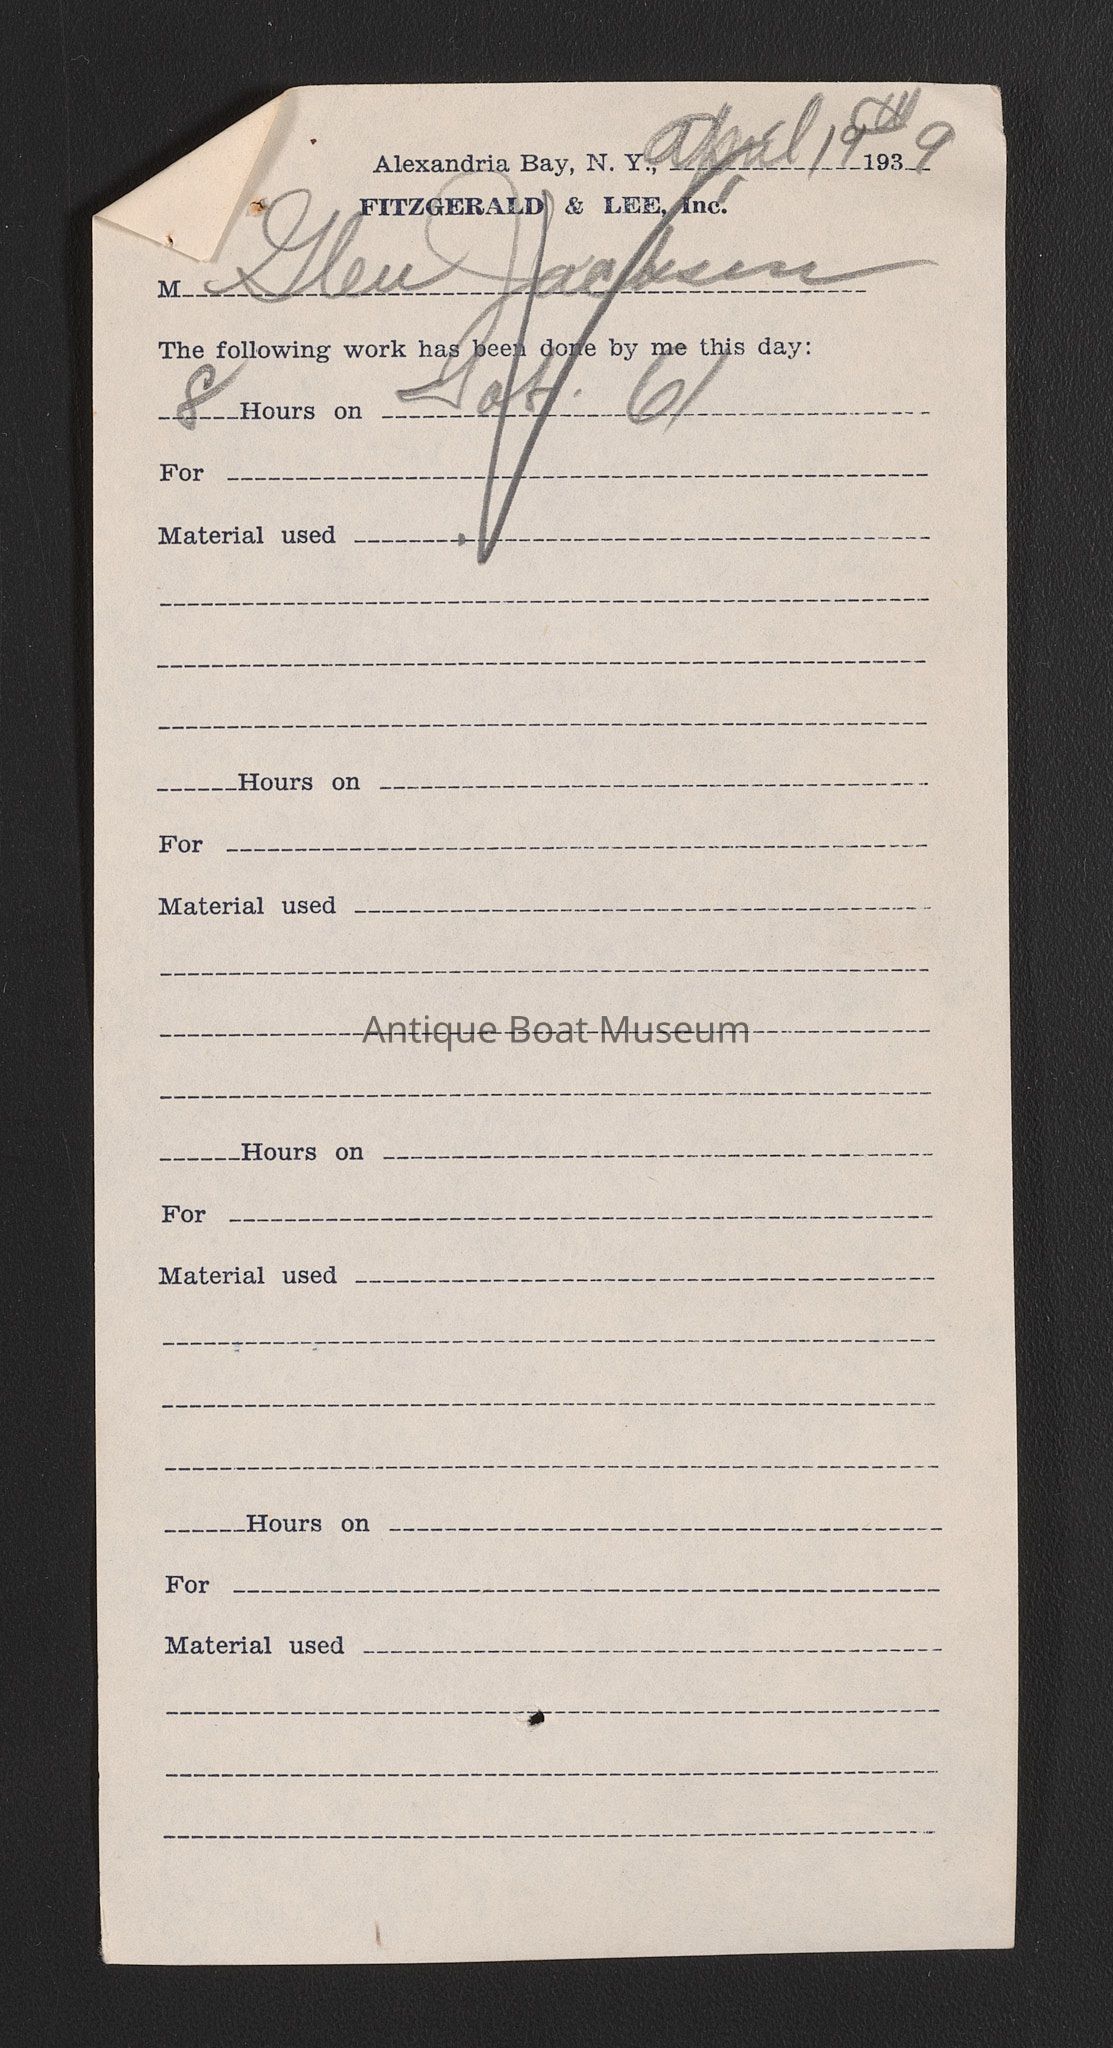 Alexandria Bay, N. Y., April 19th 1939
FITZGERALD & LEE, Inc.
M Glen Jackson
The following work has been done by me this day:
8 Hours on 61
For
Material used
Hours on
For
Material used
Antique Boat Museum
Hours on
For
Material used
Hours on
For
Material used